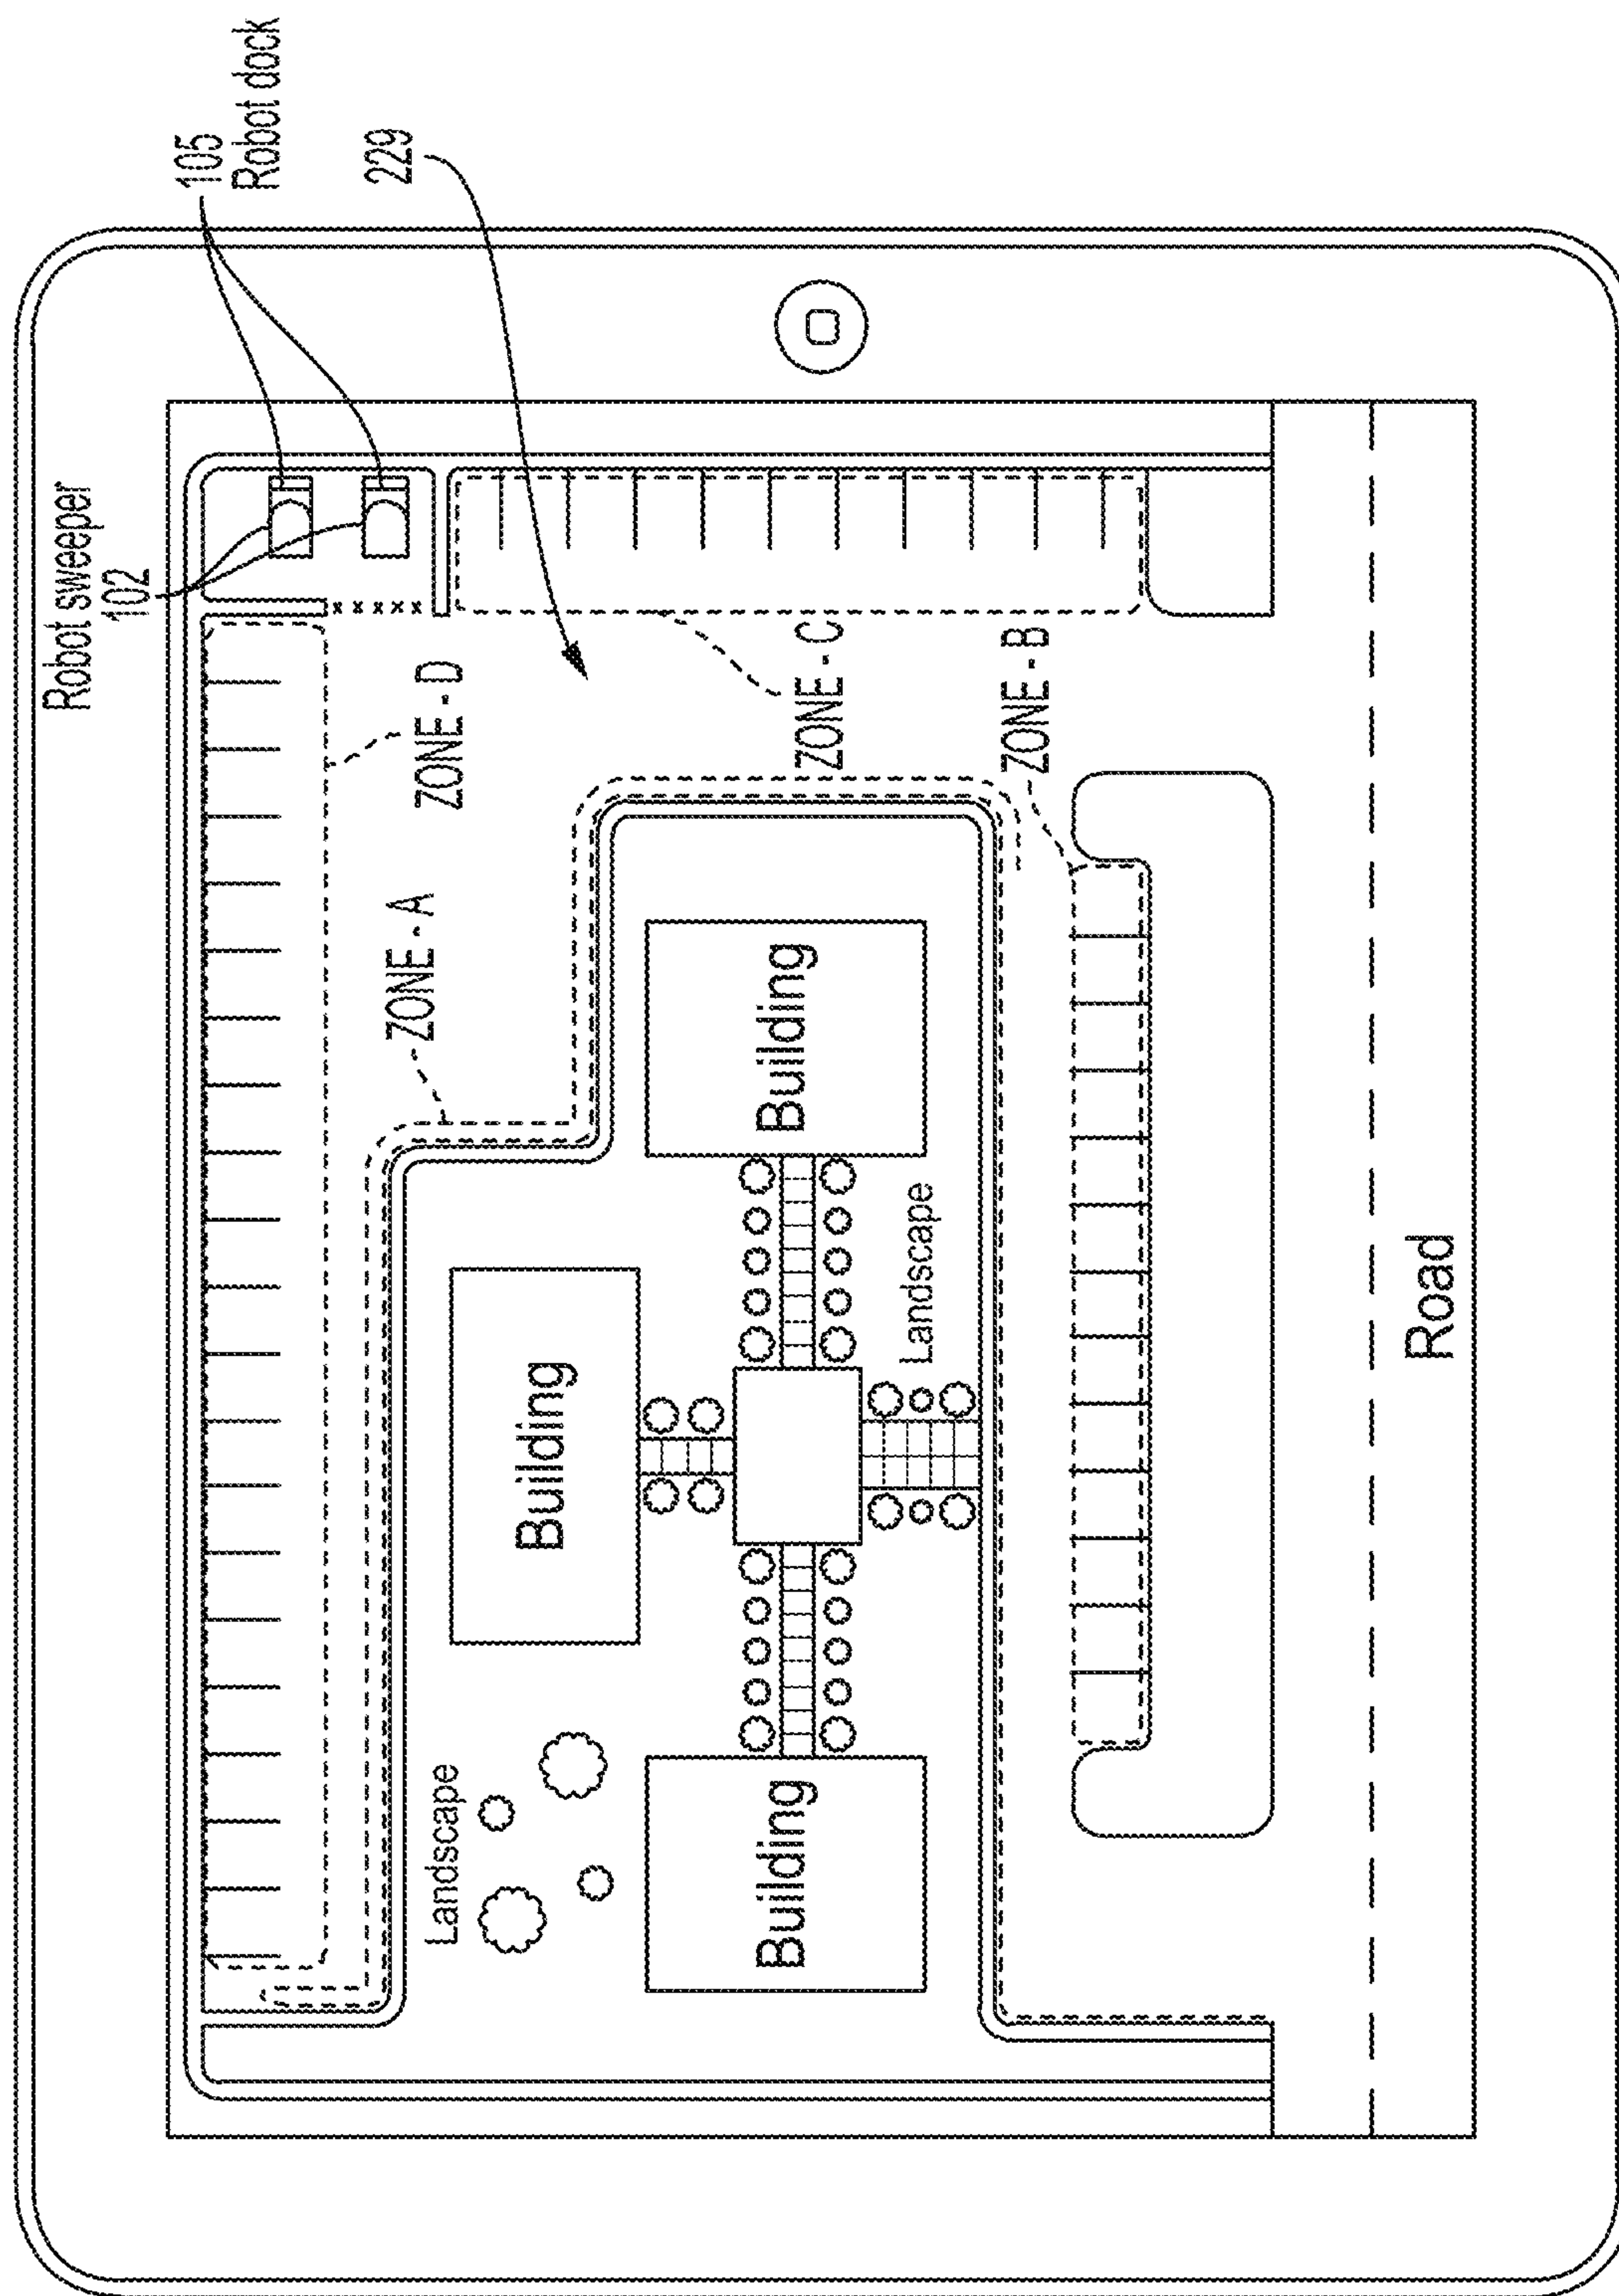 Robot sweeper
102
105
Robot dock
229
ZONE - D
ZONE - A
ZONE - C
ZONE - B
Building
Building
Building
Landscape
Landscape
Road